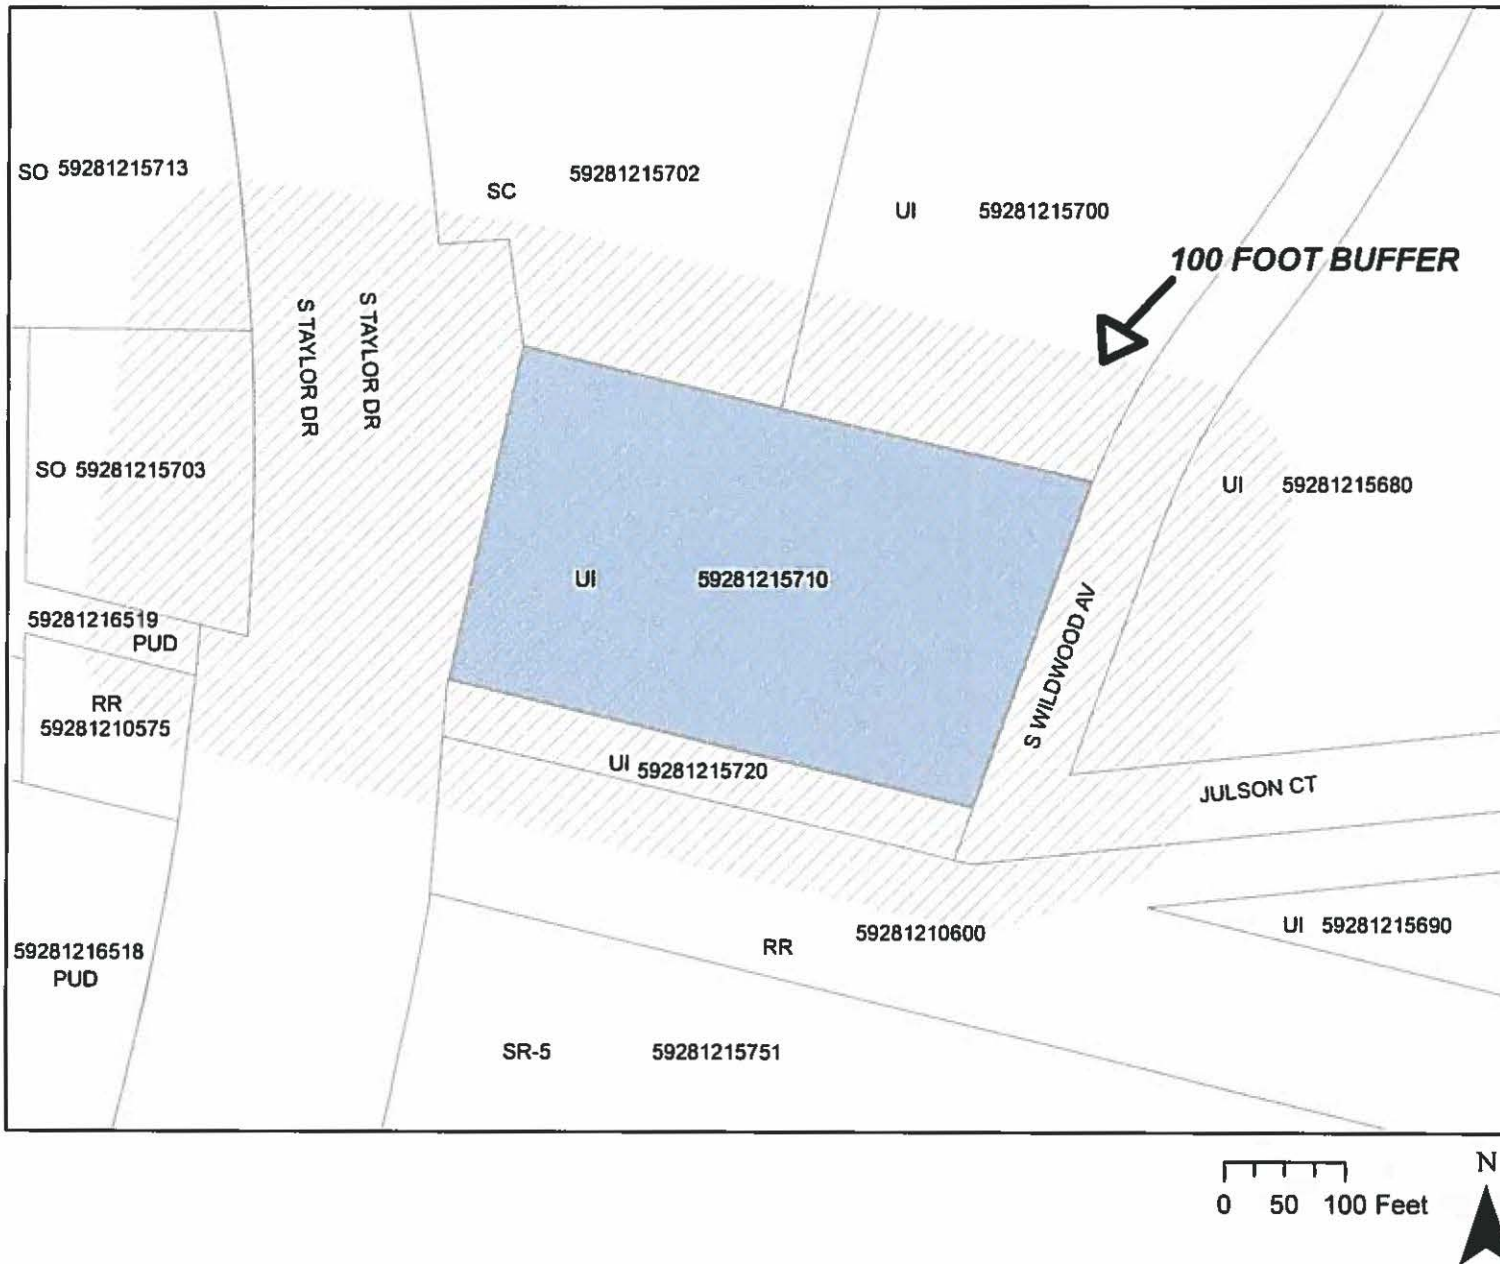 SO 59281215713
SC 59281215702
UI 59281215700
100 FOOT BUFFER
S TAYLOR DR
S TAYLOR DR
SO 59281215703
UI 59281215680
UI 59281215710
59281216519
PUD
S WILDWOOD AV
RR
59281210575
UI 59281215720
JULSON CT
59281216518
PUD
RR 59281210600
UI 59281215690
SR-5 59281215751
N
0 50 100 Feet